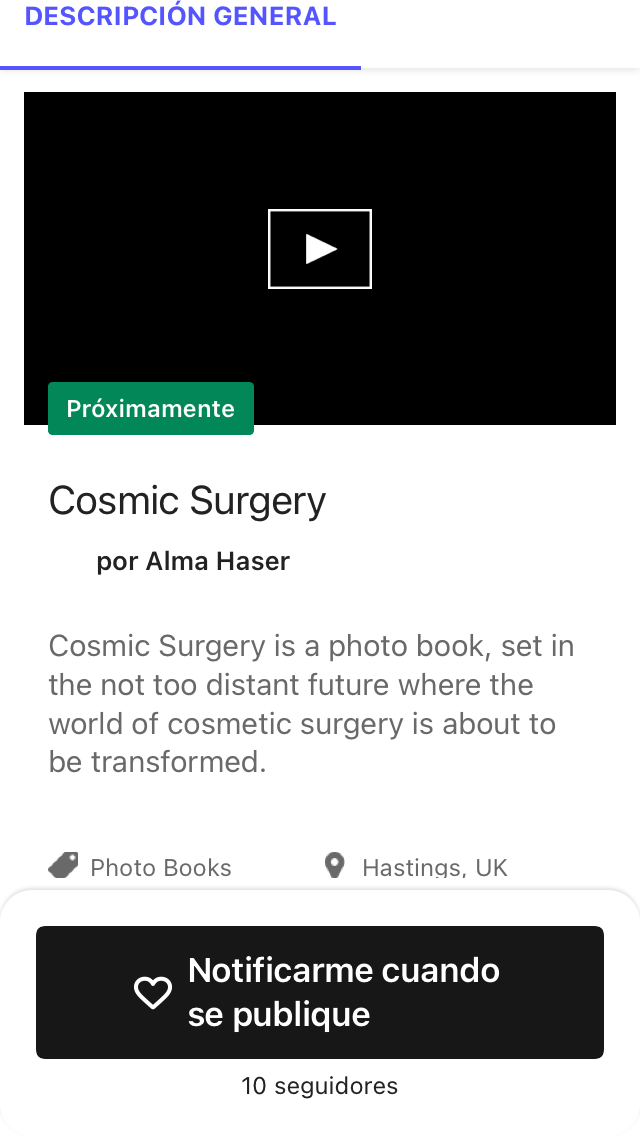 DESCRIPCIÓN GENERAL
Próximamente
Cosmic Surgery
por Alma Haser
Cosmic Surgery is a photo book, set in
the not too distant future where the
world of cosmetic surgery is about to
be transformed.
Photo Books
Hastings, UK
Notificarme cuando
se publique
10 seguidores